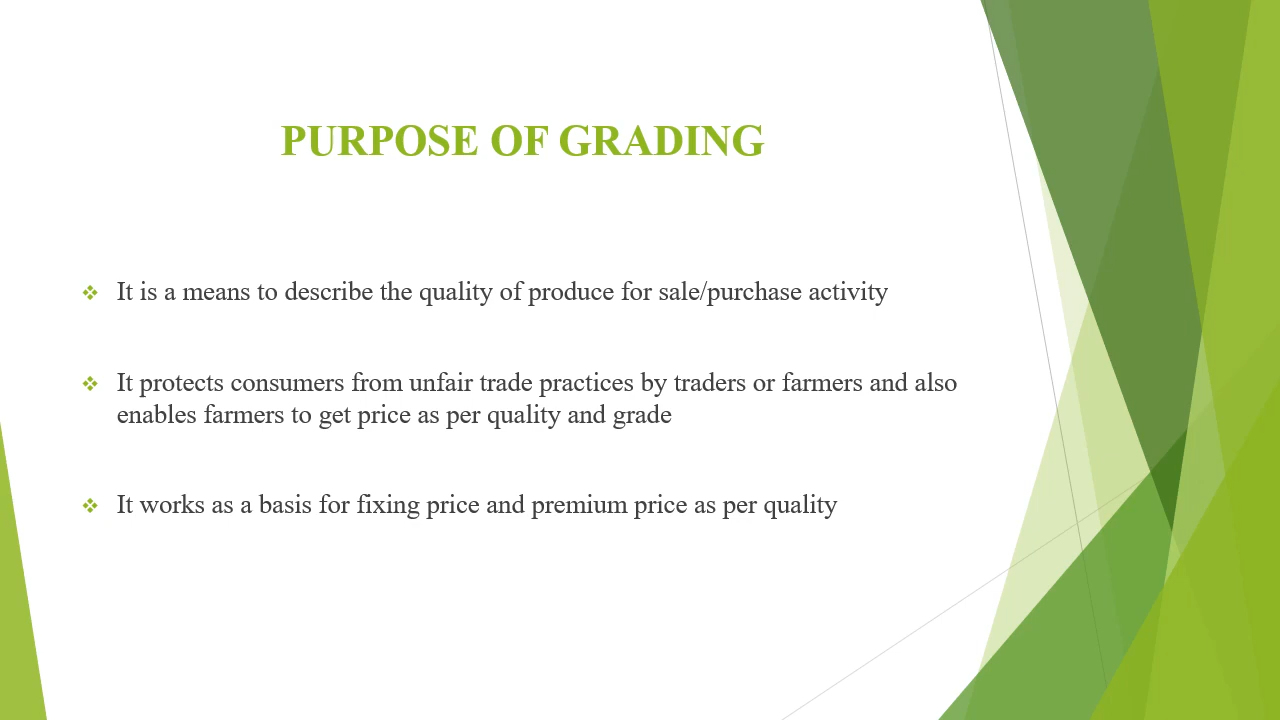 PURPOSE OF GRADING
It is a means to describe the quality of produce for sale/purchase activity
It protects consumers from unfair trade practices by traders or farmers and also
enables farmers to get price as per quality and grade
It works as a basis for fixing price and premium price as per quality